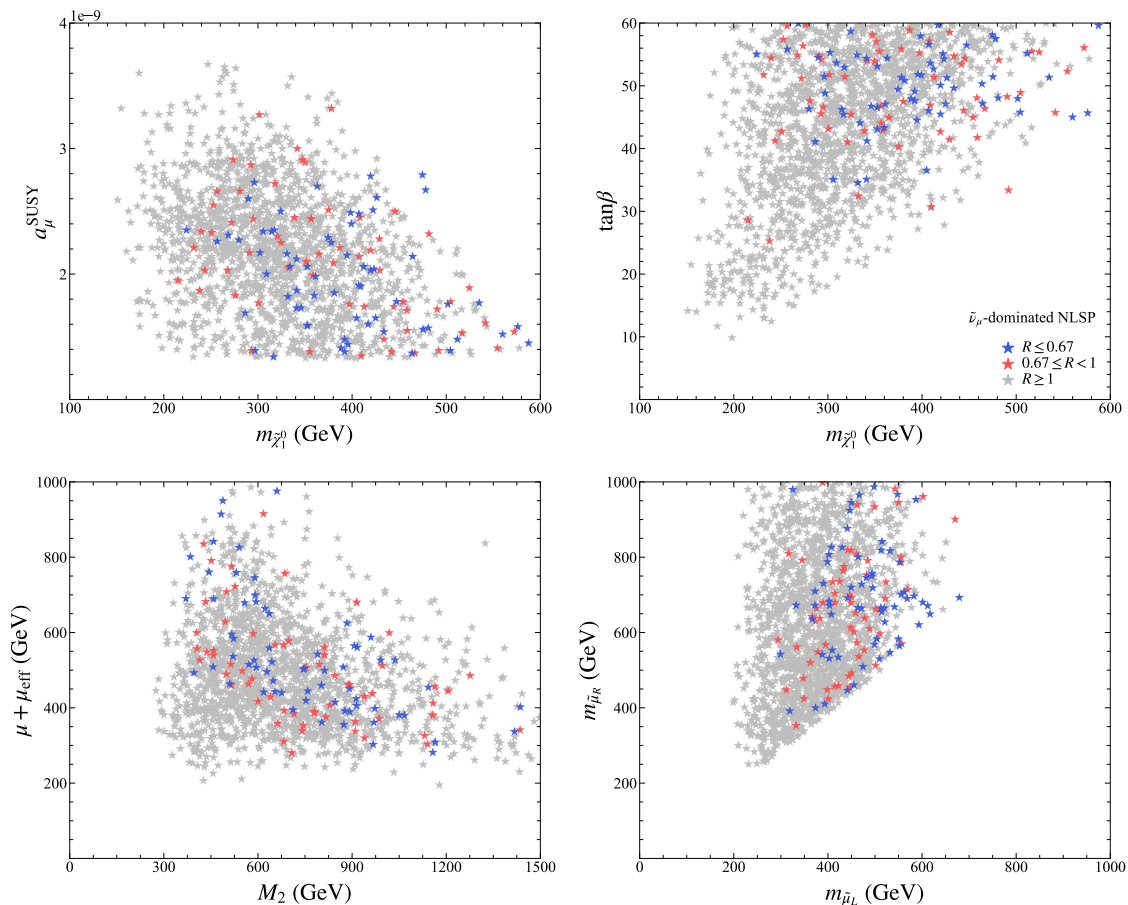 1e−9
4
3
2
a_μ^SUSY
100 200 300 400 500 600
m_χ̃₁⁰ (GeV)
60
50
40
30
20
10
tanβ
ν̃_μ-dominated NLSP
R ≤ 0.67
0.67 ≤ R < 1
R ≥ 1
100 200 300 400 500 600
m_χ̃₁⁰ (GeV)
1000
800
600
400
200
0
μ + μ_eff (GeV)
0 300 600 900 1200 1500
M₂ (GeV)
1000
800
600
400
200
0
m_μ̃_R (GeV)
0 200 400 600 800 1000
m_μ̃_L (GeV)